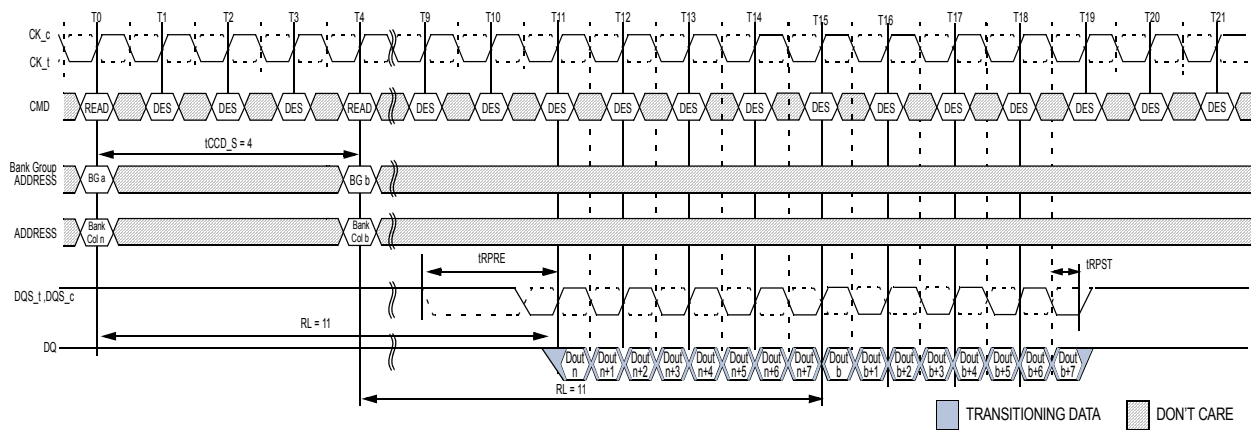 T0 T1 T2 T3 T4 T9 T10 T11 T12 T13 T14 T15 T16 T17 T18 T19 T20 T21
CK_c
CK_t
CMD READ DES DES DES READ DES DES DES DES DES DES DES DES DES DES DES DES DES
tCCD_S = 4
Bank Group
ADDRESS BG a BG b
ADDRESS Bank Col n Bank Col b
tRPRE tRPST
DQS_t ,DQS_c
RL = 11
DQ Dout n Dout n+1 Dout n+2 Dout n+3 Dout n+4 Dout n+5 Dout n+6 Dout n+7 Dout b Dout b+1 Dout b+2 Dout b+3 Dout b+4 Dout b+5 Dout b+6 Dout b+7
RL = 11
TRANSITIONING DATA DON'T CARE